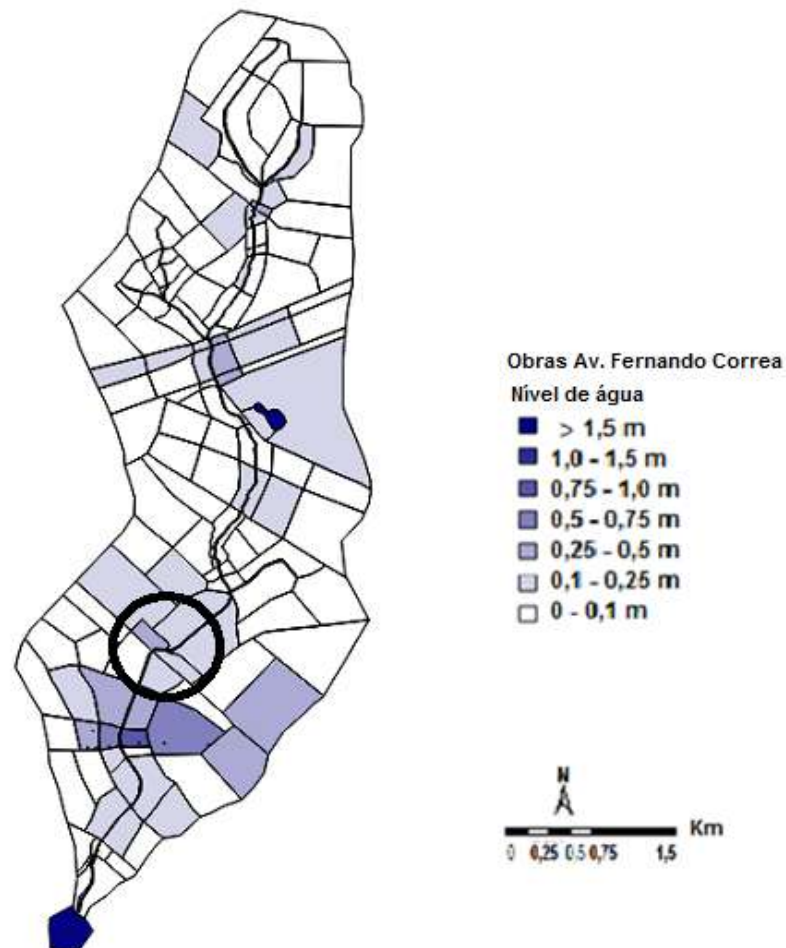 Obras Av. Fernando Correa
Nível de água
> 1,5 m
1,0 - 1,5 m
0,75 - 1,0 m
0,5 - 0,75 m
0,25 - 0,5 m
0,1 - 0,25 m
0 - 0,1 m
N
Km
0 0,25 0.5 0,75 1,5